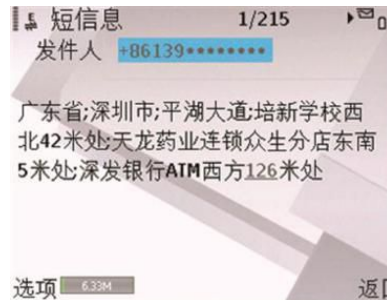 短信息 1/215
发件人 +86139********
广东省;深圳市;平湖大道;培新学校西
北42米处;天龙药业连锁众生分店东南
5米处;深发银行ATM西方126米处
选项 6.33M 返回